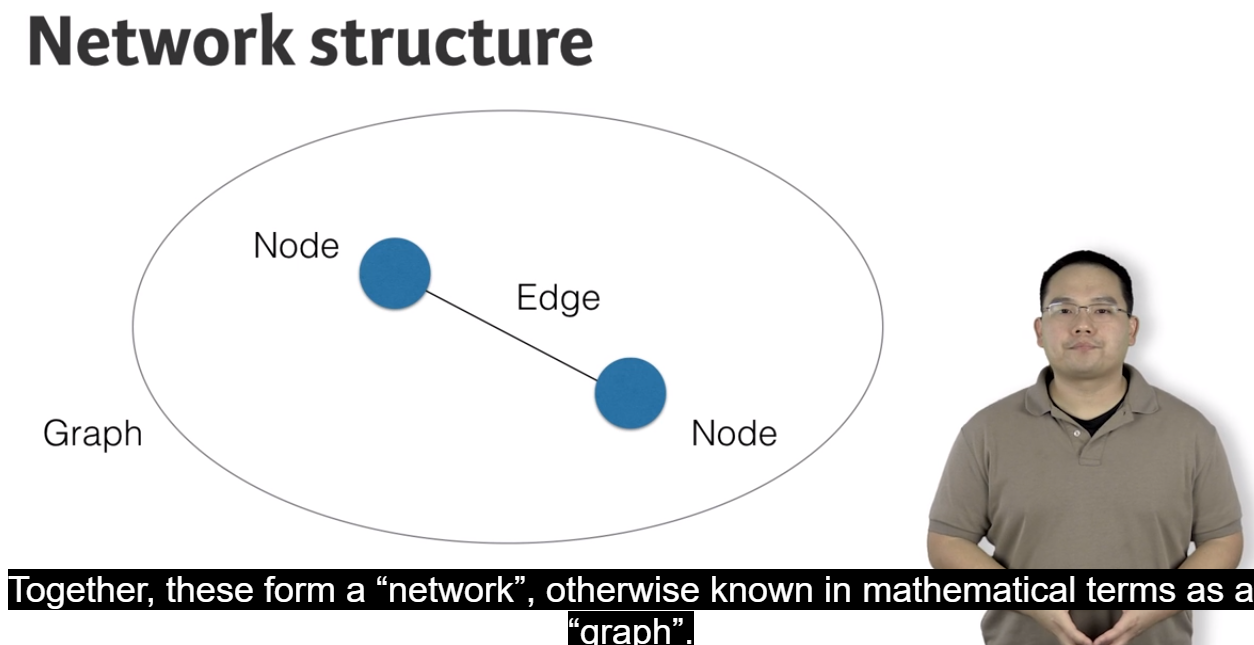 Network structure
Node
Edge
Graph
Node
Together, these form a “network”, otherwise known in mathematical terms as a
“graph”.